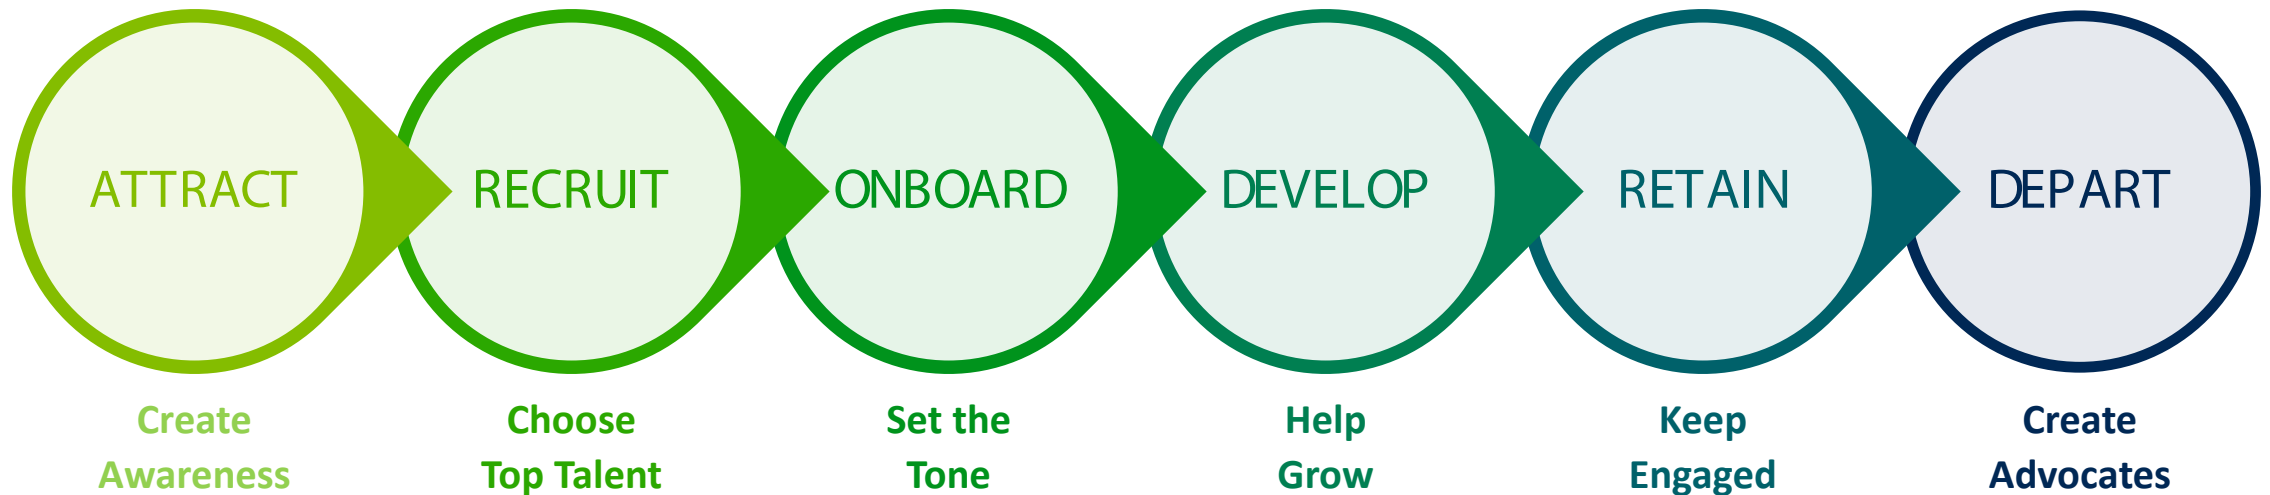 ATTRACT
RECRUIT
ONBOARD
DEVELOP
RETAIN
DEPART
Create
Awareness
Choose
Top Talent
Set the
Tone
Help
Grow
Keep
Engaged
Create
Advocates